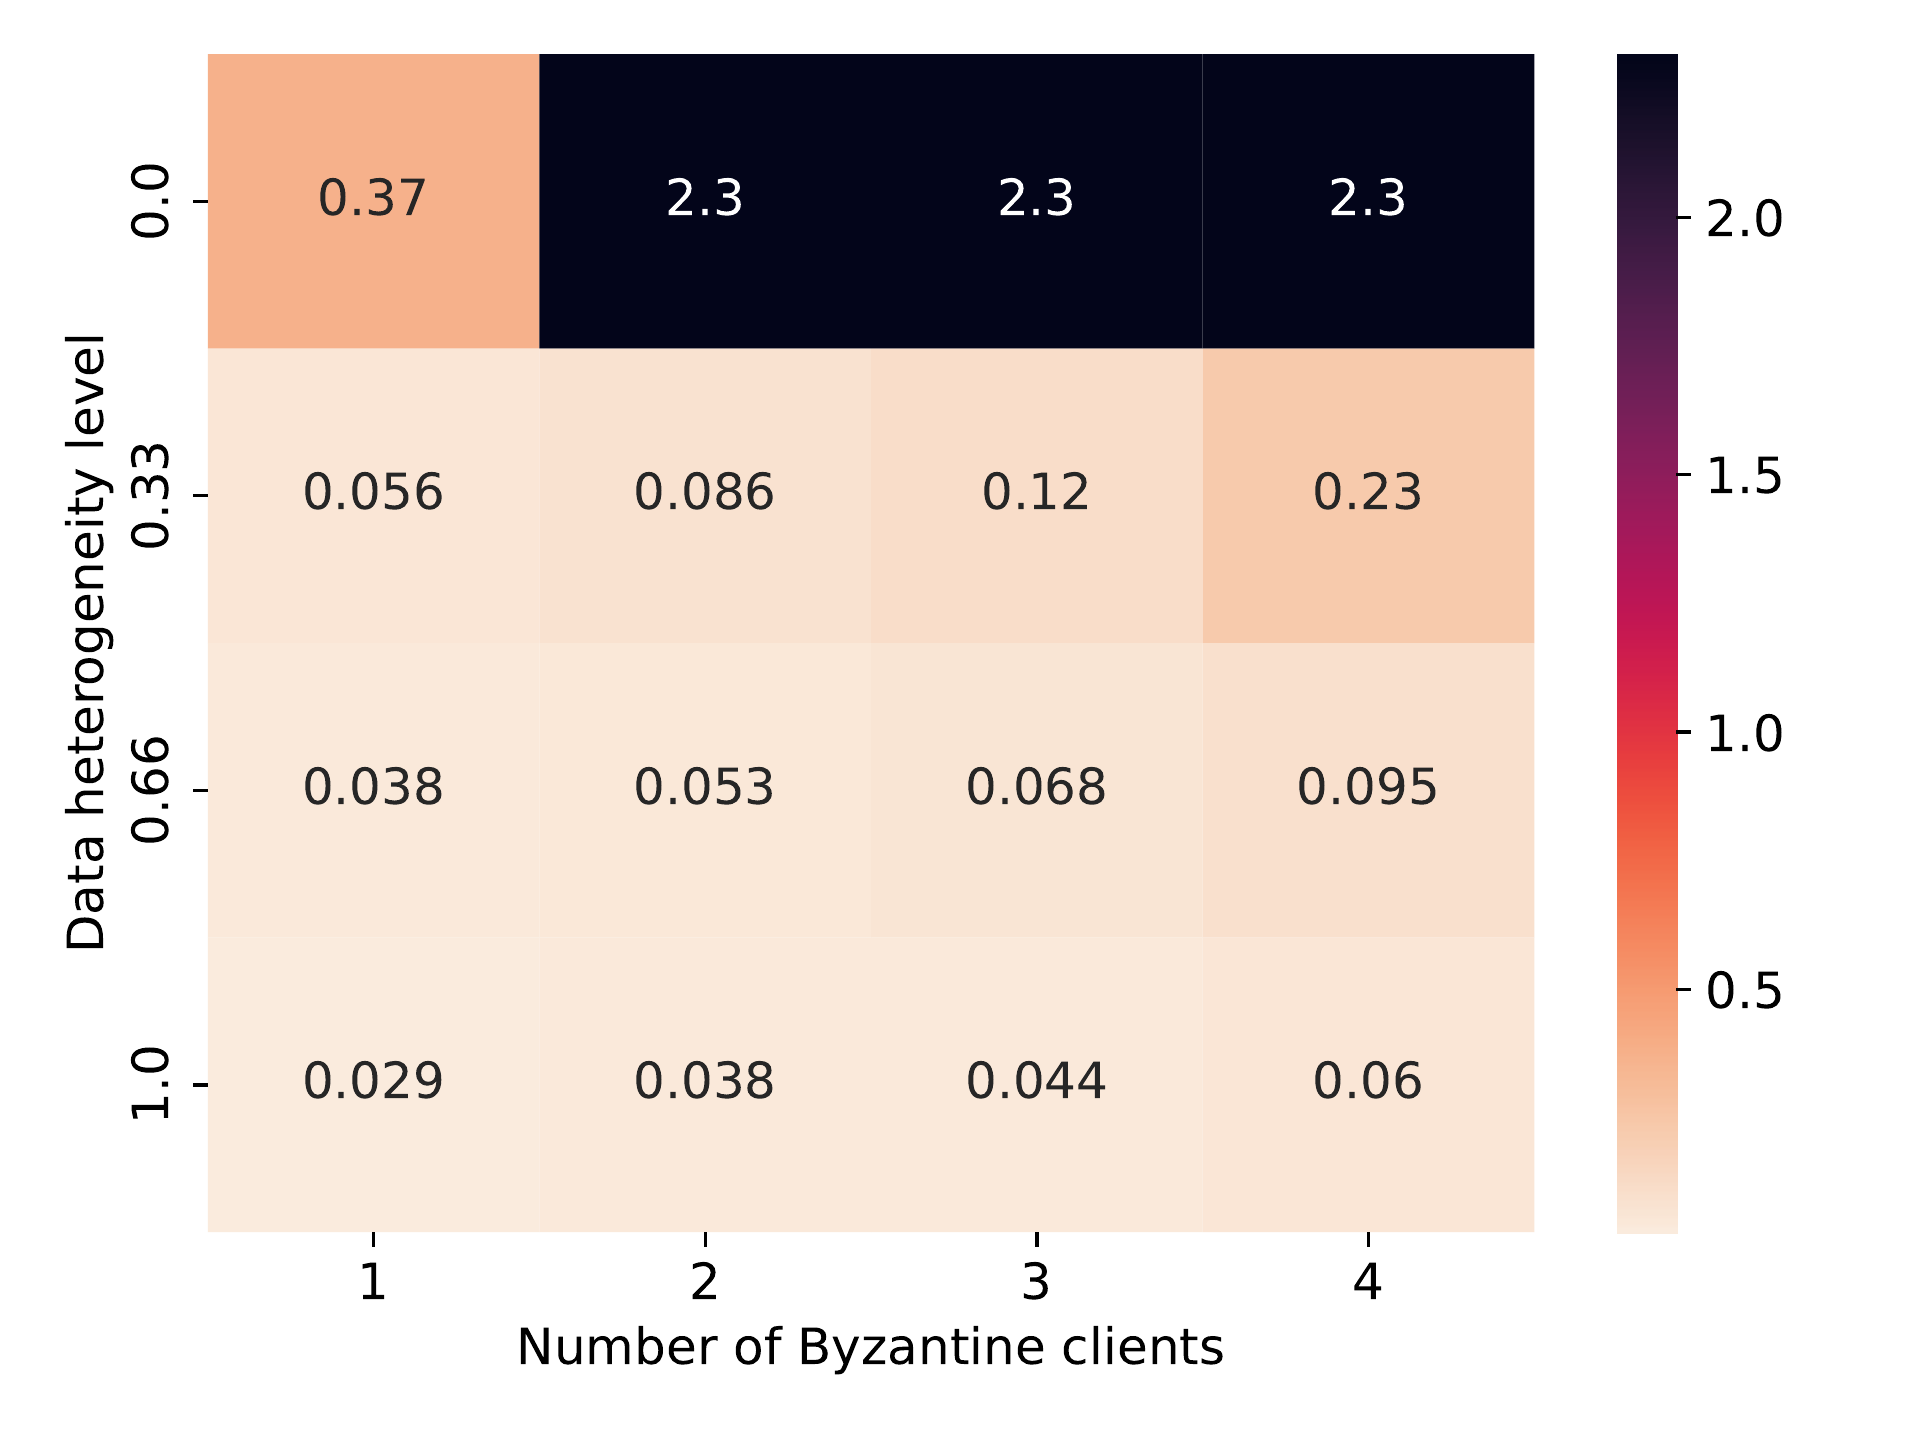 0.0 0.37 2.3 2.3 2.3
0.33 0.056 0.086 0.12 0.23
0.66 0.038 0.053 0.068 0.095
1.0 0.029 0.038 0.044 0.06
1 2 3 4
Number of Byzantine clients
Data heterogeneity level
2.0
1.5
1.0
0.5